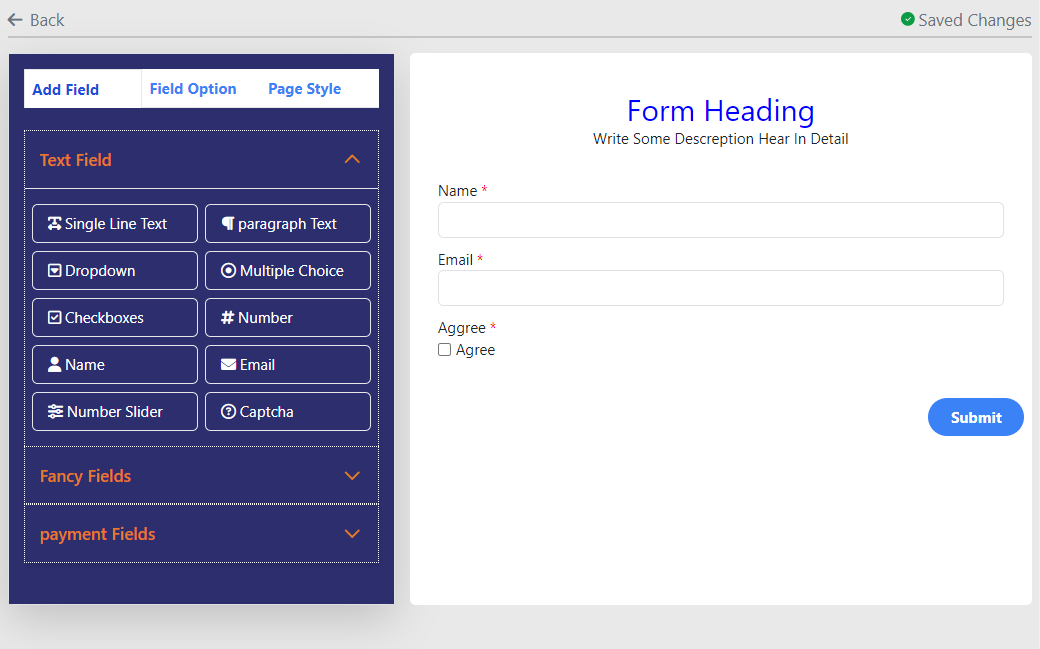 Back
Saved Changes
Add Field
Field Option
Page Style
Text Field
Single Line Text
paragraph Text
Dropdown
Multiple Choice
Checkboxes
Number
Name
Email
Number Slider
Captcha
Fancy Fields
payment Fields
Form Heading
Write Some Descreption Hear In Detail
Name *
Email *
Aggree *
Agree
Submit